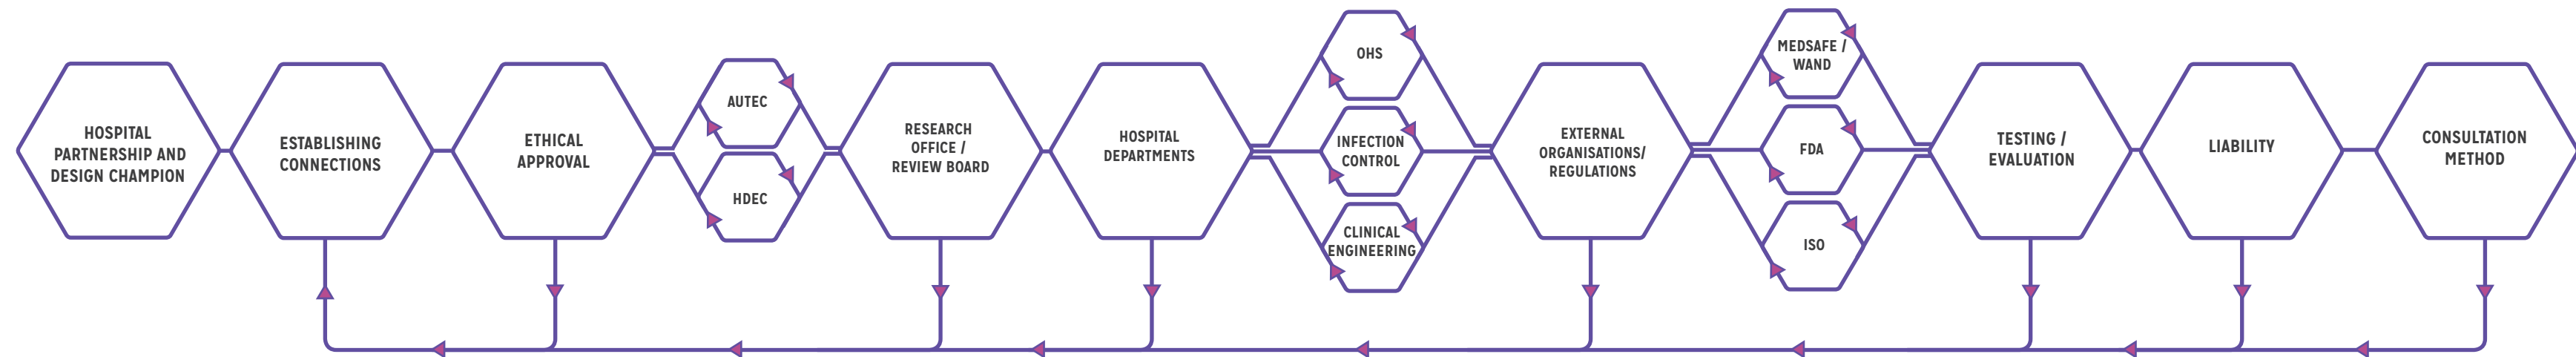 HOSPITAL
PARTNERSHIP AND
DESIGN CHAMPION
ESTABLISHING
CONNECTIONS
ETHICAL
APPROVAL
AUTEC
HDEC
RESEARCH
OFFICE /
REVIEW BOARD
HOSPITAL
DEPARTMENTS
OHS
INFECTION
CONTROL
CLINICAL
ENGINEERING
EXTERNAL
ORGANISATIONS/
REGULATIONS
MEDSAFE /
WAND
FDA
ISO
TESTING /
EVALUATION
LIABILITY
CONSULTATION
METHOD